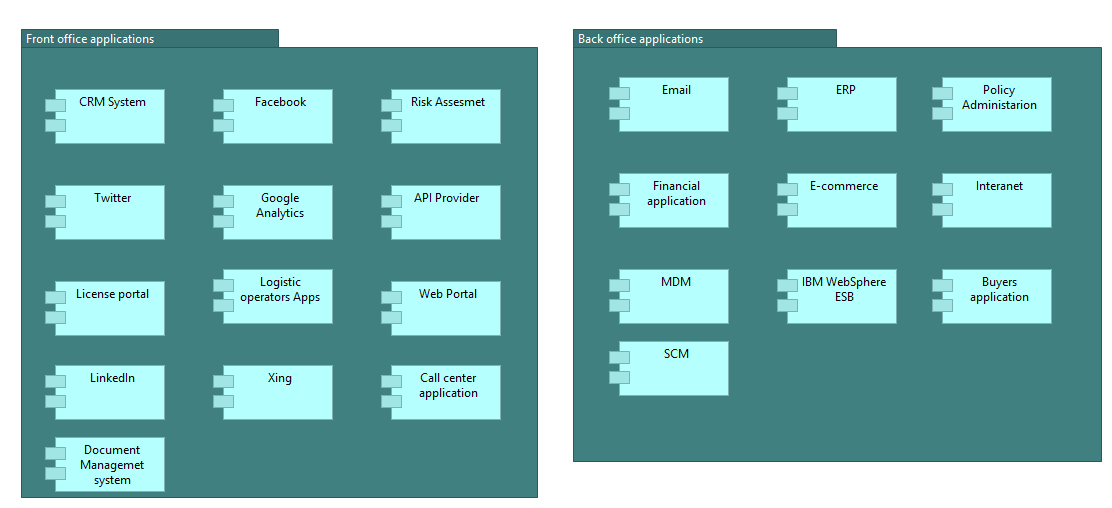 Front office applications
CRM System
Facebook
Risk Assesmet
Twitter
Google
Analytics
API Provider
License portal
Logistic
operators Apps
Web Portal
LinkedIn
Xing
Call center
application
Document
Managemet
system
Back office applications
Email
ERP
Policy
Administarion
Financial
application
E-commerce
Interanet
MDM
IBM WebSphere
ESB
Buyers
application
SCM